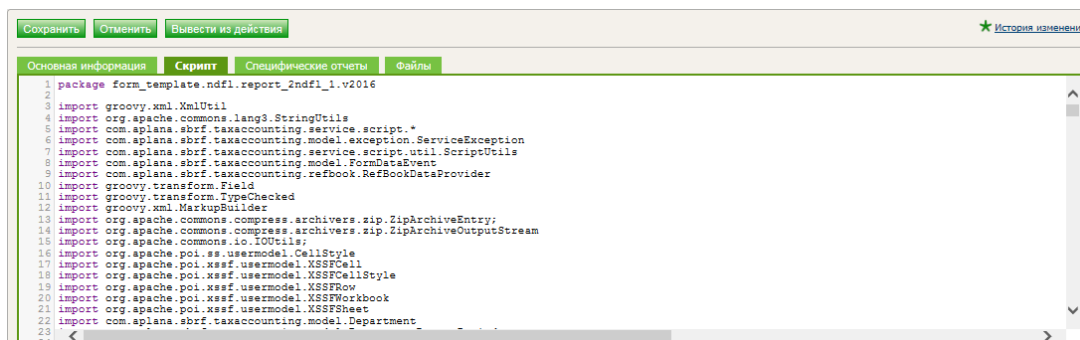 Сохранить Отменить Вывести из действия История изменени
Основная информация Скрипт Специфические отчеты Файлы
1 package form_template.ndfl.report_2ndfl_1.v2016
2
3 import groovy.xml.XmlUtil
4 import org.apache.commons.lang3.StringUtils
5 import com.aplana.sbrf.taxaccounting.service.script.*
6 import com.aplana.sbrf.taxaccounting.model.exception.ServiceException
7 import com.aplana.sbrf.taxaccounting.service.script.util.ScriptUtils
8 import com.aplana.sbrf.taxaccounting.model.FormDataEvent
9 import com.aplana.sbrf.taxaccounting.refbook.RefBookDataProvider
10 import groovy.transform.Field
11 import groovy.transform.TypeChecked
12 import groovy.xml.MarkupBuilder
13 import org.apache.commons.compress.archivers.zip.ZipArchiveEntry;
14 import org.apache.commons.compress.archivers.zip.ZipArchiveOutputStream
15 import org.apache.commons.io.IOUtils;
16 import org.apache.poi.ss.usermodel.CellStyle
17 import org.apache.poi.xssf.usermodel.XSSFCell
18 import org.apache.poi.xssf.usermodel.XSSFCellStyle
19 import org.apache.poi.xssf.usermodel.XSSFRow
20 import org.apache.poi.xssf.usermodel.XSSFWorkbook
21 import org.apache.poi.xssf.usermodel.XSSFSheet
22 import com.aplana.sbrf.taxaccounting.model.Department
23